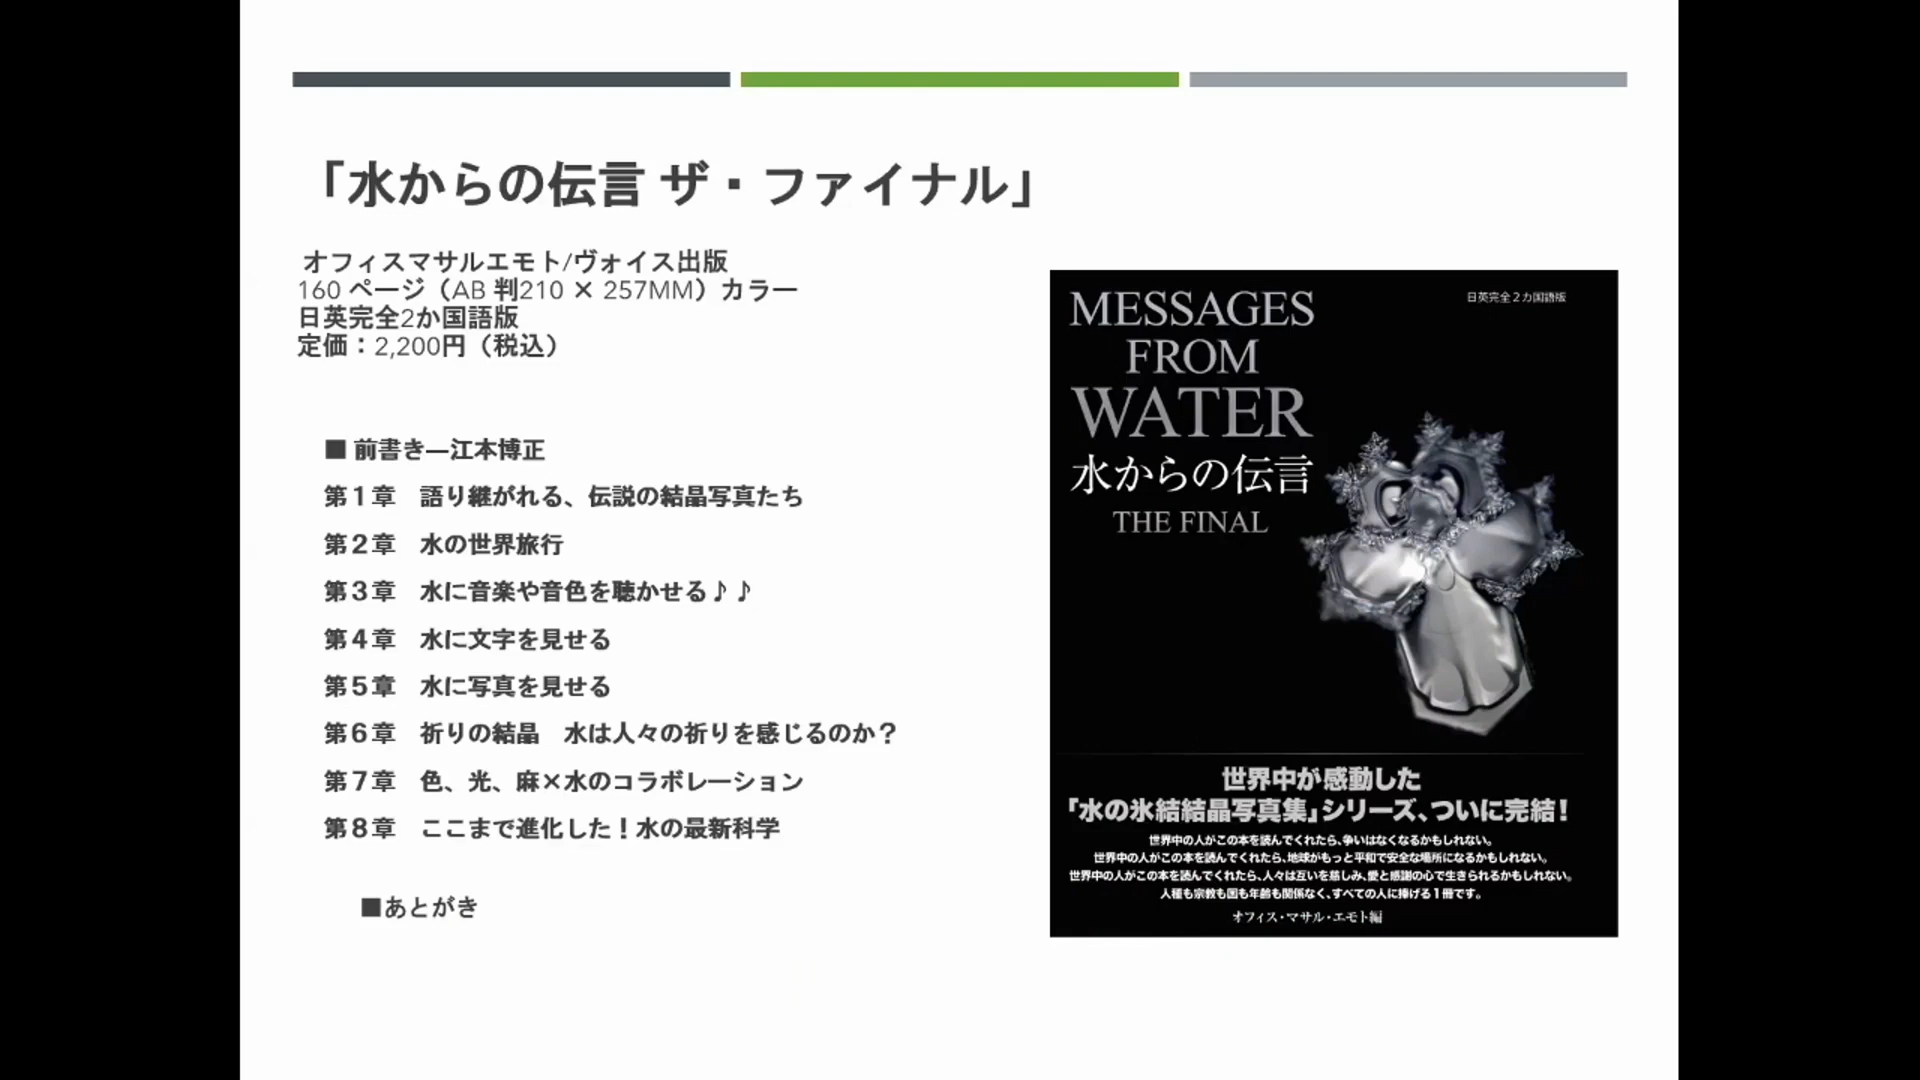 「水からの伝言 ザ・ファイナル」
オフィスマサルエモト/ヴォイス出版
160 ページ（AB 判210 × 257MM）カラー
日英完全2か国語版
定価：2,200円（税込）
■ 前書き―江本博正
第１章　語り継がれる、伝説の結晶写真たち
第２章　水の世界旅行
第３章　水に音楽や音色を聴かせる♪♪
第４章　水に文字を見せる
第５章　水に写真を見せる
第６章　祈りの結晶　水は人々の祈りを感じるのか？
第７章　色、光、麻×水のコラボレーション
第８章　ここまで進化した！水の最新科学
■あとがき
日英完全２カ国語版
MESSAGES
FROM
WATER
水からの伝言
THE FINAL
世界中が感動した
「水の氷結結晶写真集」シリーズ、ついに完結！
世界中の人がこの本を読んでくれたら、争いはなくなるかもしれない。
世界中の人がこの本を読んでくれたら、地球がもっと平和で安全な場所になるかもしれない。
世界中の人がこの本を読んでくれたら、人々は互いを慈しみ、愛と感謝の心で生きられるかもしれない。
人種も宗教も国も年齢も関係なく、すべての人に捧げる１冊です。
オフィス・マサル・エモト編